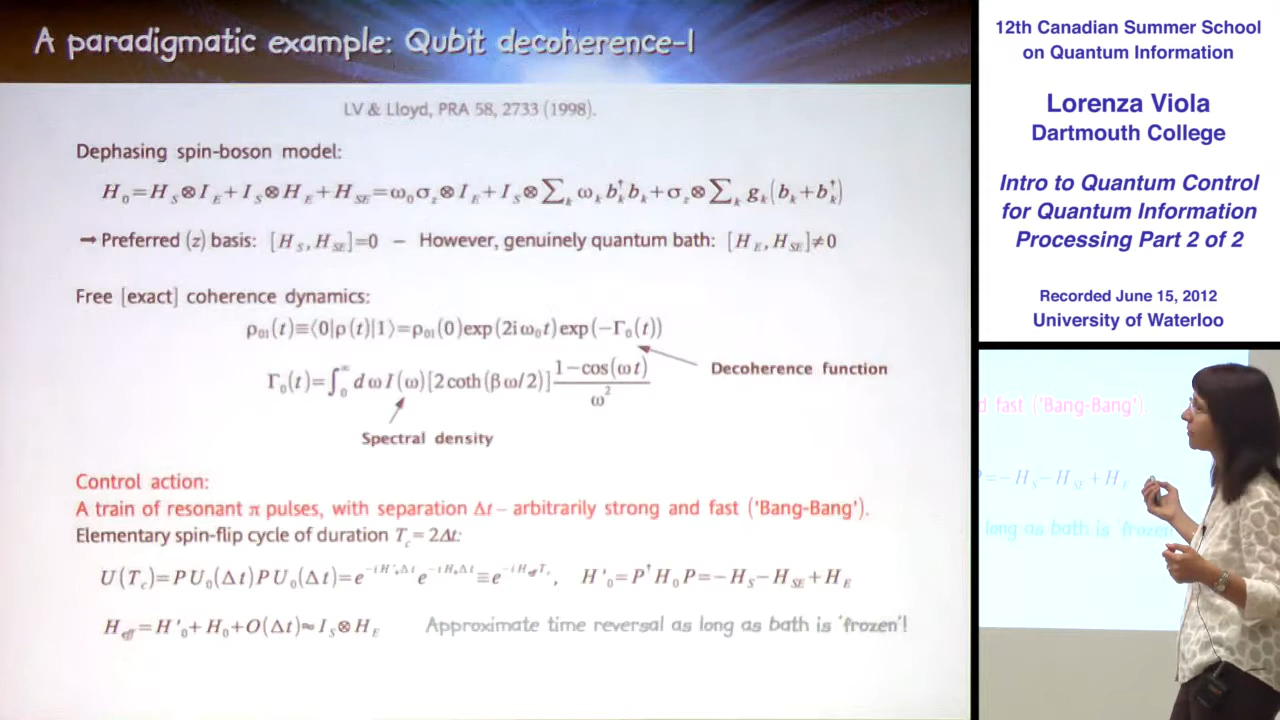 A paradigmatic example: Qubit decoherence-I
LV & Lloyd, PRA 58, 2733 (1998).
Dephasing spin-boson model:
H₀=H_S⊗I_E+I_S⊗H_E+H_SE=ω₀σ_z⊗I_E+I_S⊗∑_k ω_k b_k†b_k+σ_z⊗∑_k g_k(b_k+b_k†)
→ Preferred (z) basis: [H_S,H_SE]=0 – However, genuinely quantum bath: [H_E,H_SE]≠0
Free [exact] coherence dynamics:
ρ₀₁(t)≡⟨0|ρ(t)|1⟩=ρ₀₁(0)exp(2iω₀t)exp(−Γ₀(t))
Γ₀(t)=∫₀^∞ dωI(ω)[2coth(βω/2)] (1−cos(ωt))/ω²
Decoherence function
Spectral density
Control action:
A train of resonant π pulses, with separation Δt – arbitrarily strong and fast ('Bang-Bang').
Elementary spin-flip cycle of duration T_c=2Δt:
U(T_c)=PU₀(Δt)PU₀(Δt)=e^{−iH'₀Δt}e^{−iH₀Δt}≡e^{−iH_eff T_c}, H'₀=P†H₀P=−H_S−H_SE+H_E
H_eff=H'₀+H₀+O(Δt)≈I_S⊗H_E Approximate time reversal as long as bath is 'frozen'!
12th Canadian Summer School
on Quantum Information
Lorenza Viola
Dartmouth College
Intro to Quantum Control
for Quantum Information
Processing Part 2 of 2
Recorded June 15, 2012
University of Waterloo
d fast ('Bang-Bang').
P=−H_S−H_SE+H_E
long as bath is 'frozen